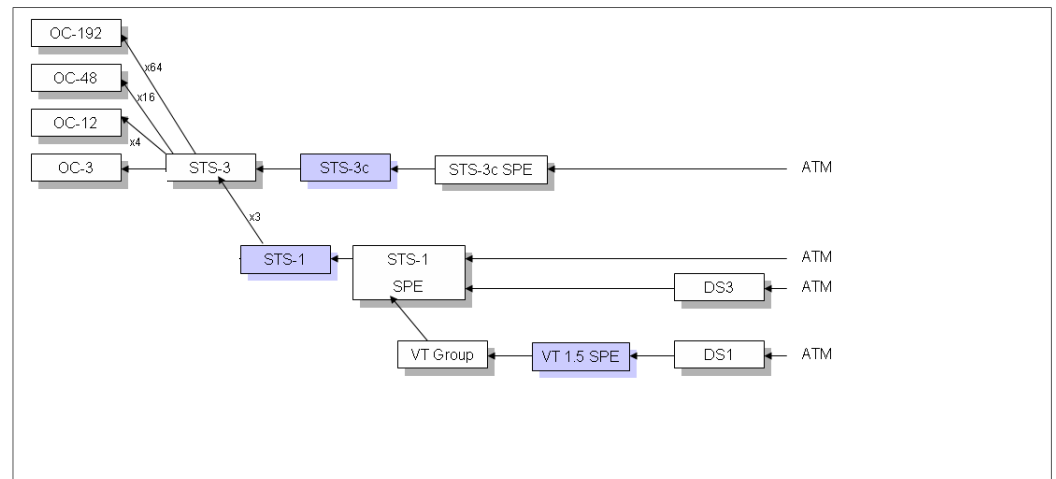 OC-192
x64
OC-48
x16
OC-12
x4
OC-3
STS-3
STS-3c
STS-3c SPE
ATM
x3
STS-1
STS-1
SPE
ATM
DS3
ATM
VT Group
VT 1.5 SPE
DS1
ATM